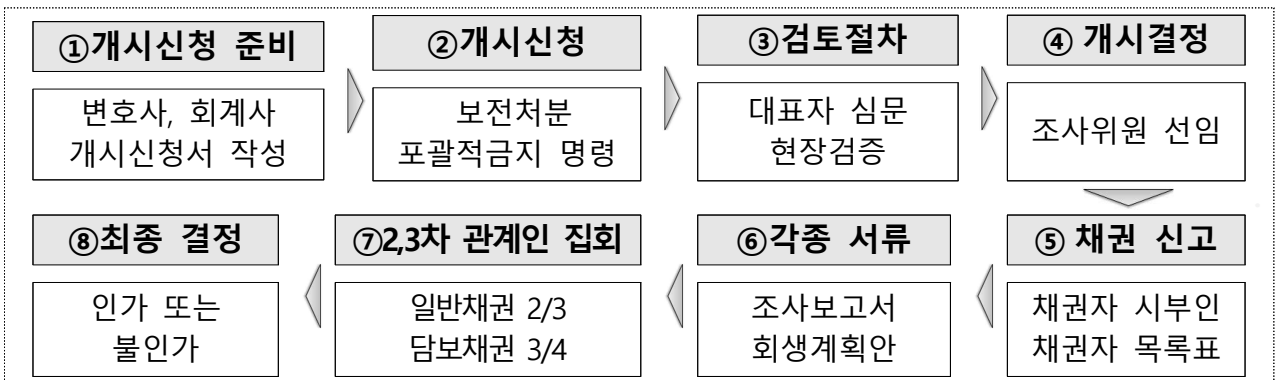 ①개시신청 준비
변호사, 회계사
개시신청서 작성
②개시신청
보전처분
포괄적금지 명령
③검토절차
대표자 심문
현장검증
④ 개시결정
조사위원 선임
⑤ 채권 신고
채권자 시부인
채권자 목록표
⑥각종 서류
조사보고서
회생계획안
⑦2,3차 관계인 집회
일반채권 2/3
담보채권 3/4
⑧최종 결정
인가 또는
불인가